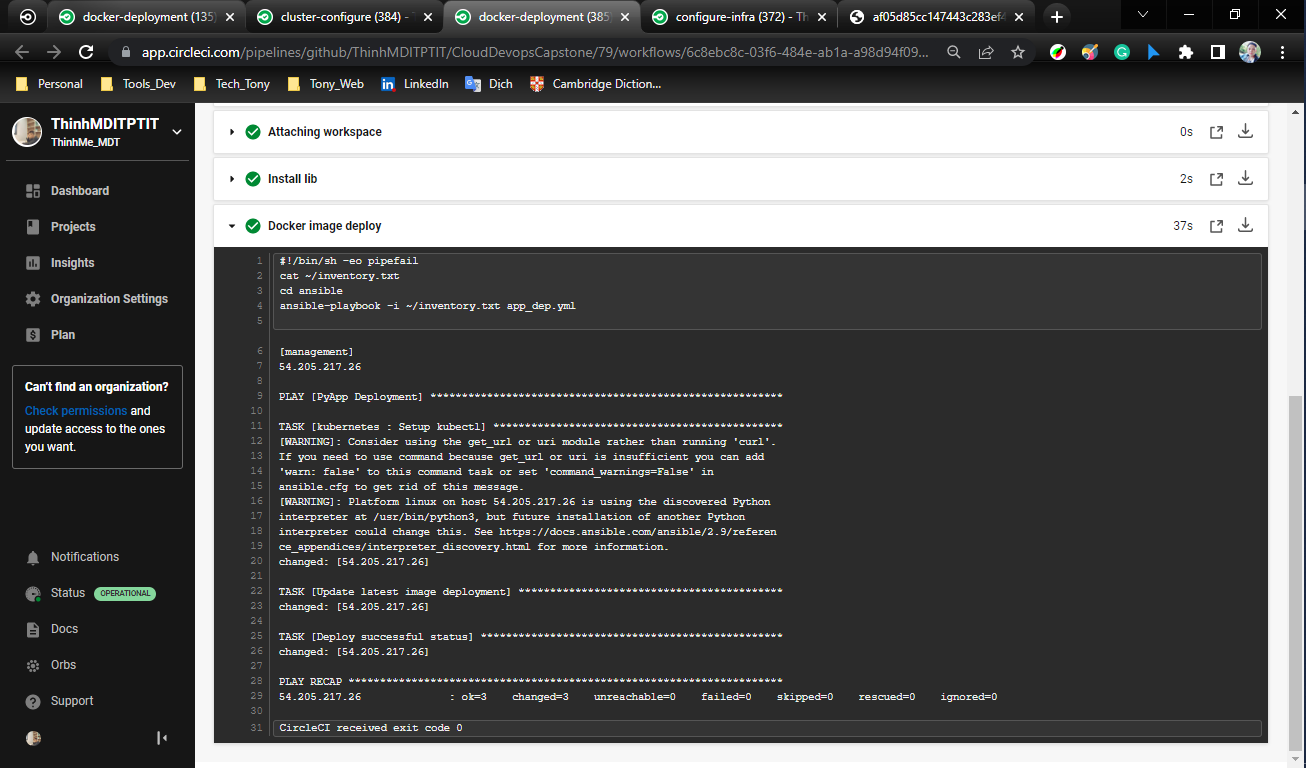 docker-deployment (135)
cluster-configure (384) -
docker-deployment (385)
configure-infra (372) - Th
af05d85cc147443c283ef4
app.circleci.com/pipelines/github/ThinhMDITPTIT/CloudDevopsCapstone/79/workflows/6c8ebc8c-03f6-484e-ab1a-a98d94f09...
Personal
Tools_Dev
Tech_Tony
Tony_Web
LinkedIn
Dịch
Cambridge Diction...
ThinhMDITPTIT
ThinhMe_MDT
Dashboard
Projects
Insights
Organization Settings
Plan
Can't find an organization?
Check permissions and
update access to the ones
you want.
Notifications
Status OPERATIONAL
Docs
Orbs
Support
Attaching workspace 0s
Install lib 2s
Docker image deploy 37s
1 #!/bin/sh -eo pipefail
2 cat ~/inventory.txt
3 cd ansible
4 ansible-playbook -i ~/inventory.txt app_dep.yml
5
6 [management]
7 54.205.217.26
8
9 PLAY [PyApp Deployment] ********************************************************
10
11 TASK [kubernetes : Setup kubectl] **********************************************
12 [WARNING]: Consider using the get_url or uri module rather than running 'curl'.
13 If you need to use command because get_url or uri is insufficient you can add
14 'warn: false' to this command task or set 'command_warnings=False' in
15 ansible.cfg to get rid of this message.
16 [WARNING]: Platform linux on host 54.205.217.26 is using the discovered Python
17 interpreter at /usr/bin/python3, but future installation of another Python
18 interpreter could change this. See https://docs.ansible.com/ansible/2.9/referen
19 ce_appendices/interpreter_discovery.html for more information.
20 changed: [54.205.217.26]
21
22 TASK [Update latest image deployment] ******************************************
23 changed: [54.205.217.26]
24
25 TASK [Deploy successful status] ************************************************
26 changed: [54.205.217.26]
27
28 PLAY RECAP *********************************************************************
29 54.205.217.26 : ok=3 changed=3 unreachable=0 failed=0 skipped=0 rescued=0 ignored=0
30
31 CircleCI received exit code 0